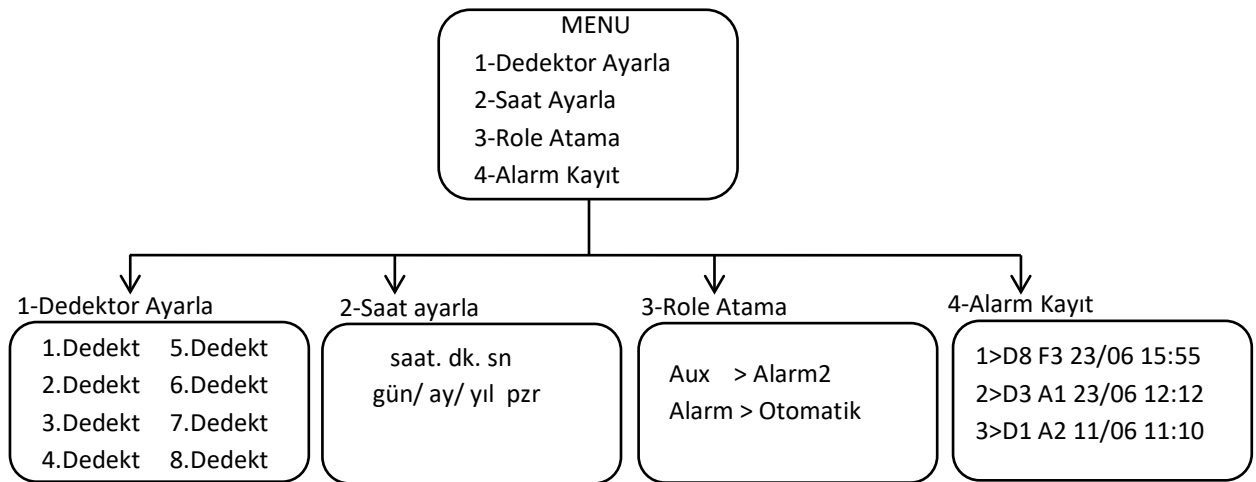 MENU
1-Dedektor Ayarla
2-Saat Ayarla
3-Role Atama
4-Alarm Kayıt
1-Dedektor Ayarla
1.Dedekt 5.Dedekt
2.Dedekt 6.Dedekt
3.Dedekt 7.Dedekt
4.Dedekt 8.Dedekt
2-Saat ayarla
saat. dk. sn
gün/ ay/ yıl pzr
3-Role Atama
Aux > Alarm2
Alarm > Otomatik
4-Alarm Kayıt
1>D8 F3 23/06 15:55
2>D3 A1 23/06 12:12
3>D1 A2 11/06 11:10